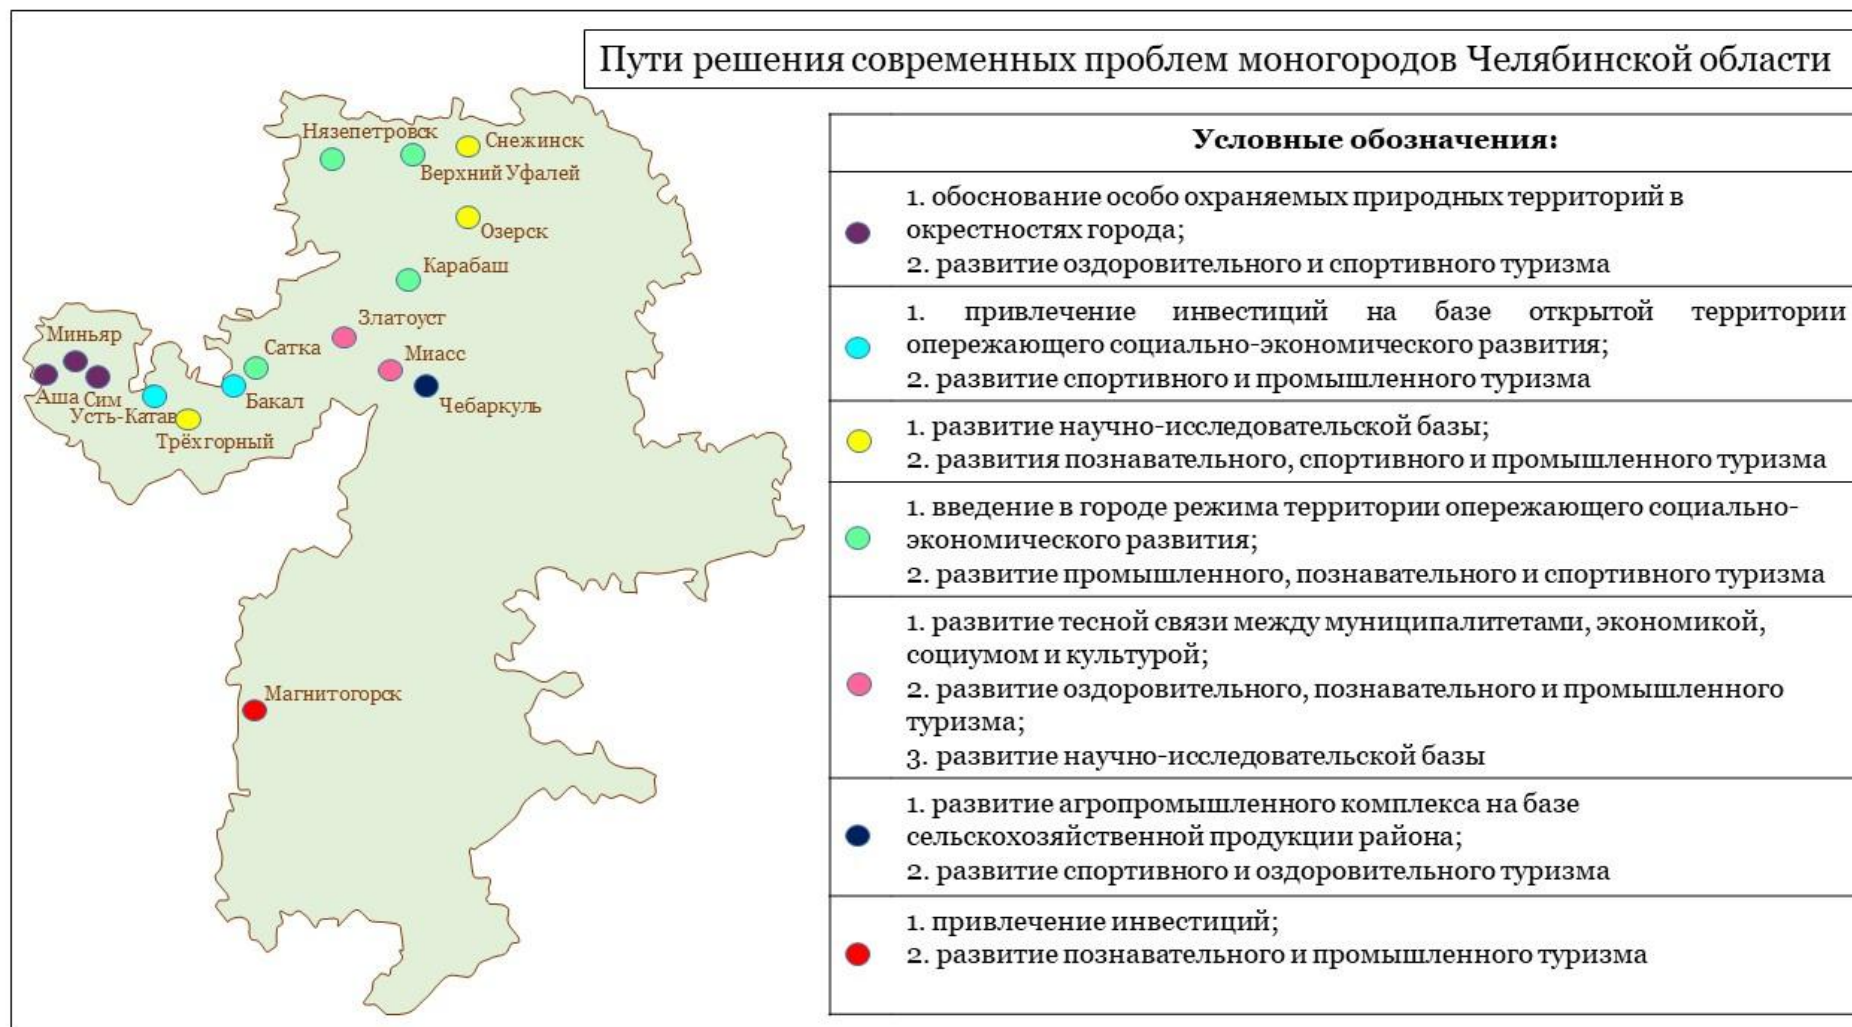 Пути решения современных проблем моногородов Челябинской области
Нязепетровск
Снежинск
Верхний Уфалей
Озерск
Карабаш
Златоуст
Миньяр
Сатка
Миасс
Аша
Сим
Бакал
Чебаркуль
Усть-Катав
Трёхгорный
Магнитогорск
Условные обозначения:
1. обоснование особо охраняемых природных территорий в
окрестностях города;
2. развитие оздоровительного и спортивного туризма
1. привлечение инвестиций на базе открытой территории
опережающего социально-экономического развития;
2. развитие спортивного и промышленного туризма
1. развитие научно-исследовательской базы;
2. развития познавательного, спортивного и промышленного туризма
1. введение в городе режима территории опережающего социально-
экономического развития;
2. развитие промышленного, познавательного и спортивного туризма
1. развитие тесной связи между муниципалитетами, экономикой,
социумом и культурой;
2. развитие оздоровительного, познавательного и промышленного
туризма;
3. развитие научно-исследовательской базы
1. развитие агропромышленного комплекса на базе
сельскохозяйственной продукции района;
2. развитие спортивного и оздоровительного туризма
1. привлечение инвестиций;
2. развитие познавательного и промышленного туризма